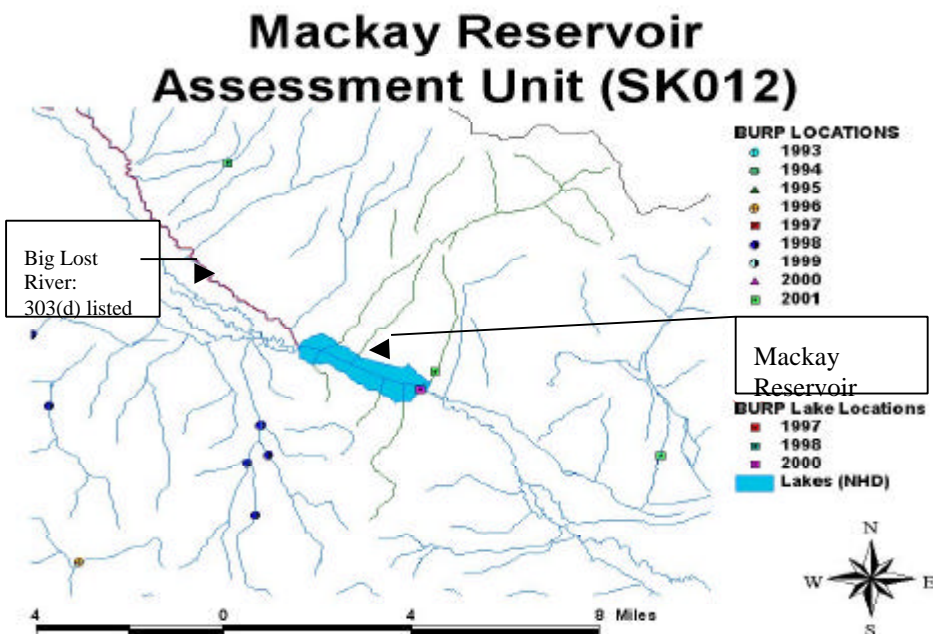 Mackay Reservoir
Assessment Unit (SK012)
BURP LOCATIONS
1993
1994
1995
1996
1997
1998
1999
2000
2001
Big Lost
River:
303(d) listed
Mackay
Reservoir
BURP Lake Locations
1997
1998
2000
Lakes (NHD)
N
W
E
S
4
0
4
8
Miles